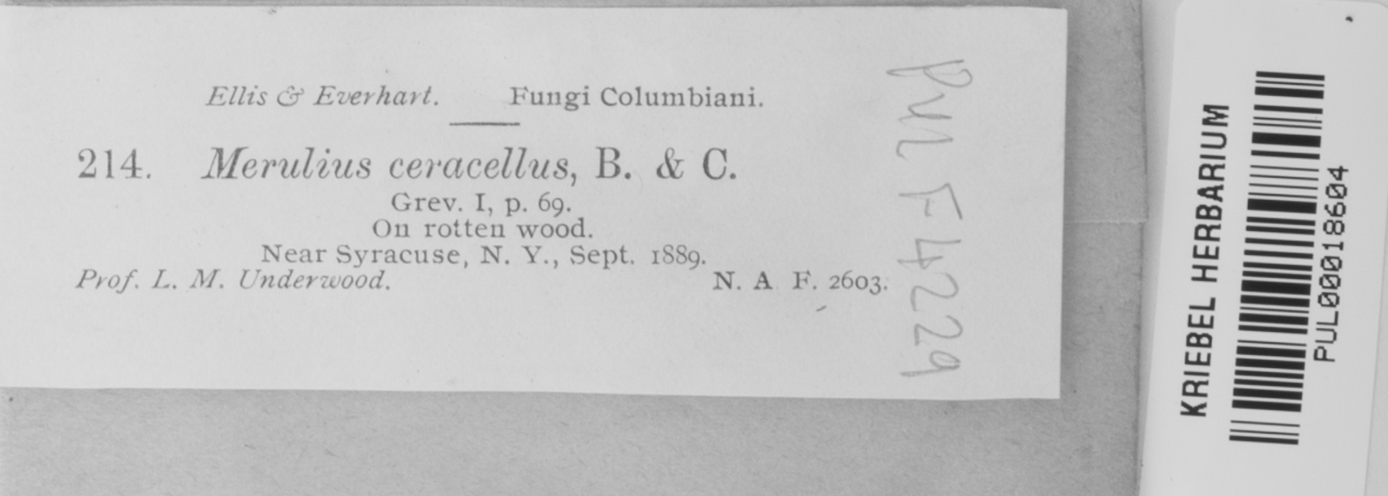 Ellis & Everhart. Fungi Columbiani.
214. Merulius ceracellus, B. & C.
Grev. I, p. 69.
On rotten wood.
Near Syracuse, N. Y., Sept. 1889.
Prof. L. M. Underwood. N. A F. 2603.
PUL F4229
KRIEBEL HERBARIUM
PUL00018604